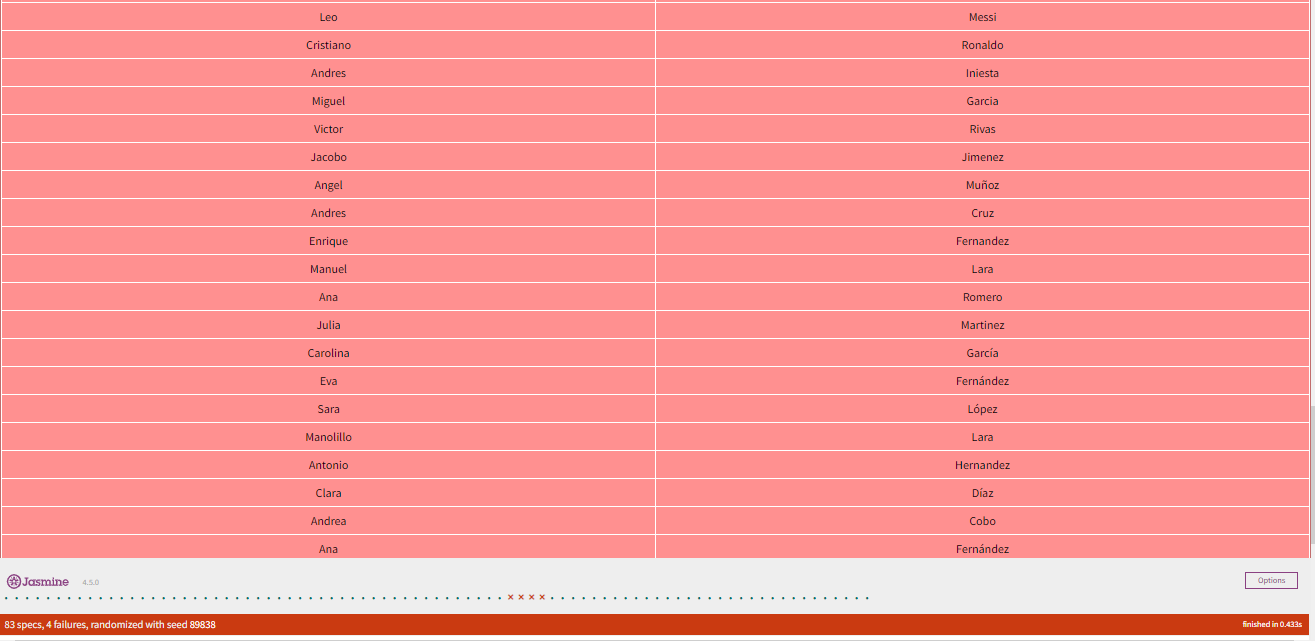 Leo Messi
Cristiano Ronaldo
Andres Iniesta
Miguel Garcia
Victor Rivas
Jacobo Jimenez
Angel Muñoz
Andres Cruz
Enrique Fernandez
Manuel Lara
Ana Romero
Julia Martinez
Carolina García
Eva Fernández
Sara López
Manolillo Lara
Antonio Hernandez
Clara Díaz
Andrea Cobo
Ana Fernández
Jasmine 4.5.0 Options
83 specs, 4 failures, randomized with seed 89838 finished in 0.433s